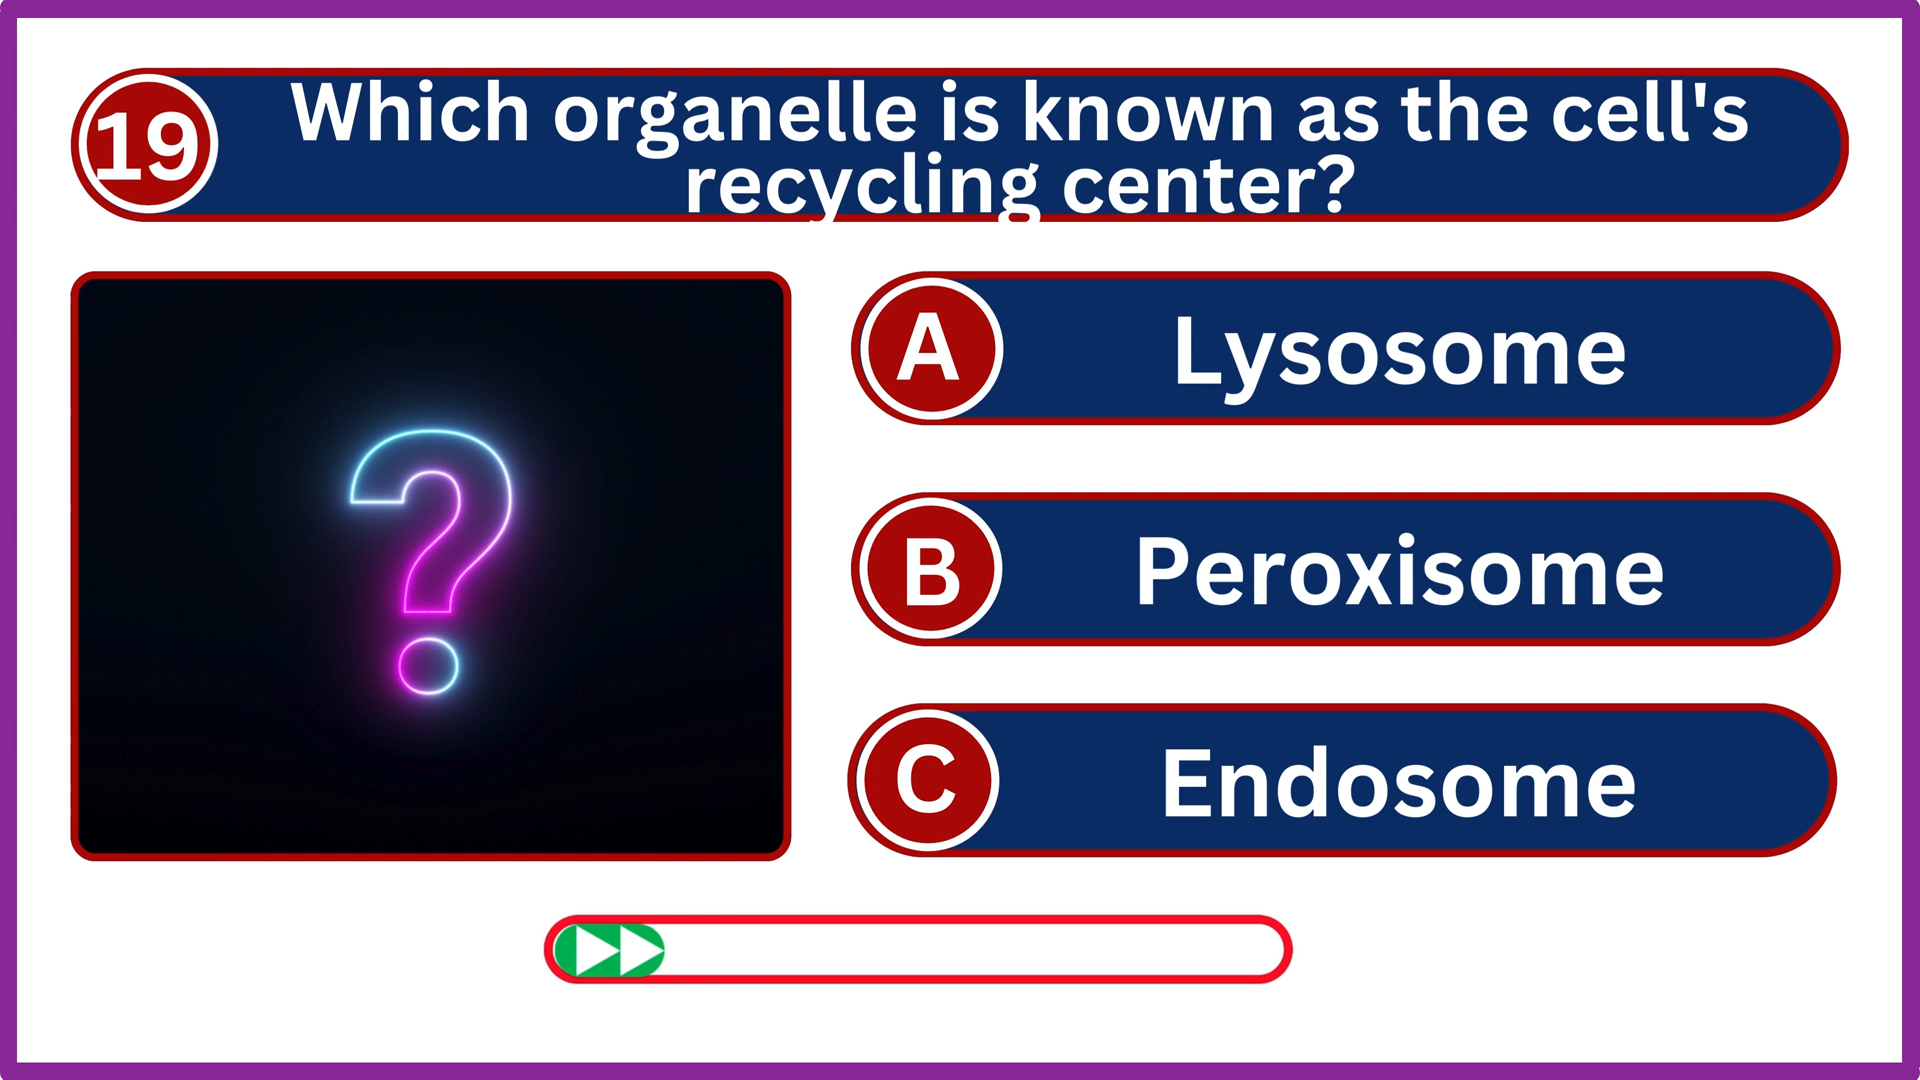 19
Which organelle is known as the cell's
recycling center?
A
Lysosome
B
Peroxisome
C
Endosome